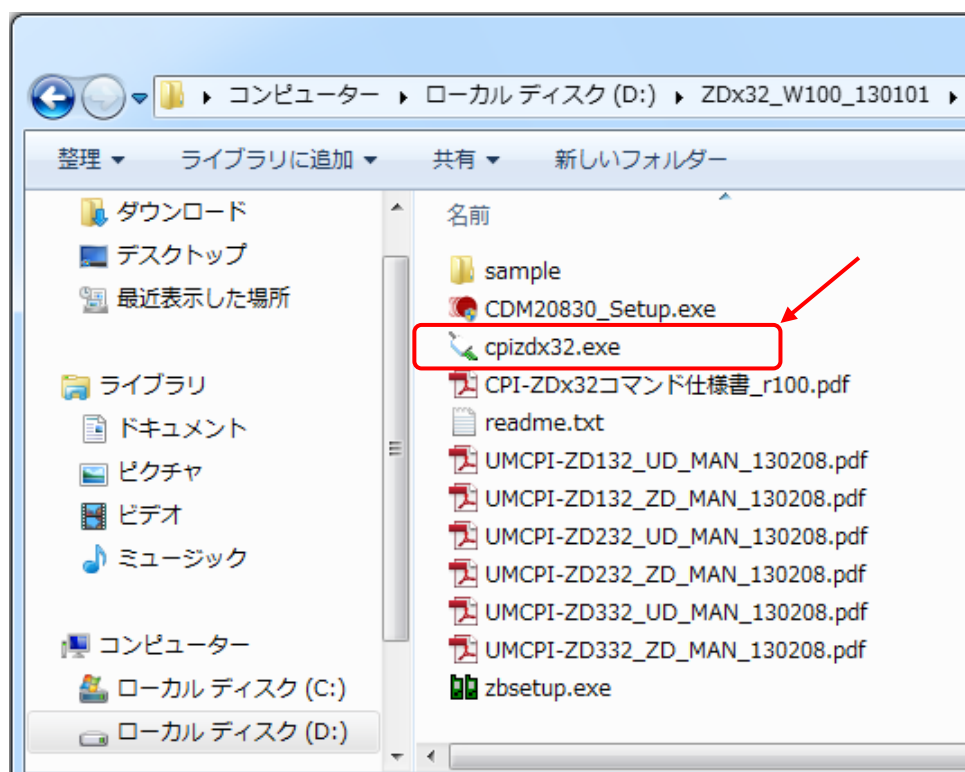 コンピューター ローカル ディスク (D:) ZDx32_W100_130101
整理 ライブラリに追加 共有 新しいフォルダー
ダウンロード
デスクトップ
最近表示した場所
ライブラリ
ドキュメント
ピクチャ
ビデオ
ミュージック
コンピューター
ローカル ディスク (C:)
ローカル ディスク (D:)
名前
sample
CDM20830_Setup.exe
cpizdx32.exe
CPI-ZDx32コマンド仕様書_r100.pdf
readme.txt
UMCPI-ZD132_UD_MAN_130208.pdf
UMCPI-ZD132_ZD_MAN_130208.pdf
UMCPI-ZD232_UD_MAN_130208.pdf
UMCPI-ZD232_ZD_MAN_130208.pdf
UMCPI-ZD332_UD_MAN_130208.pdf
UMCPI-ZD332_ZD_MAN_130208.pdf
zbsetup.exe